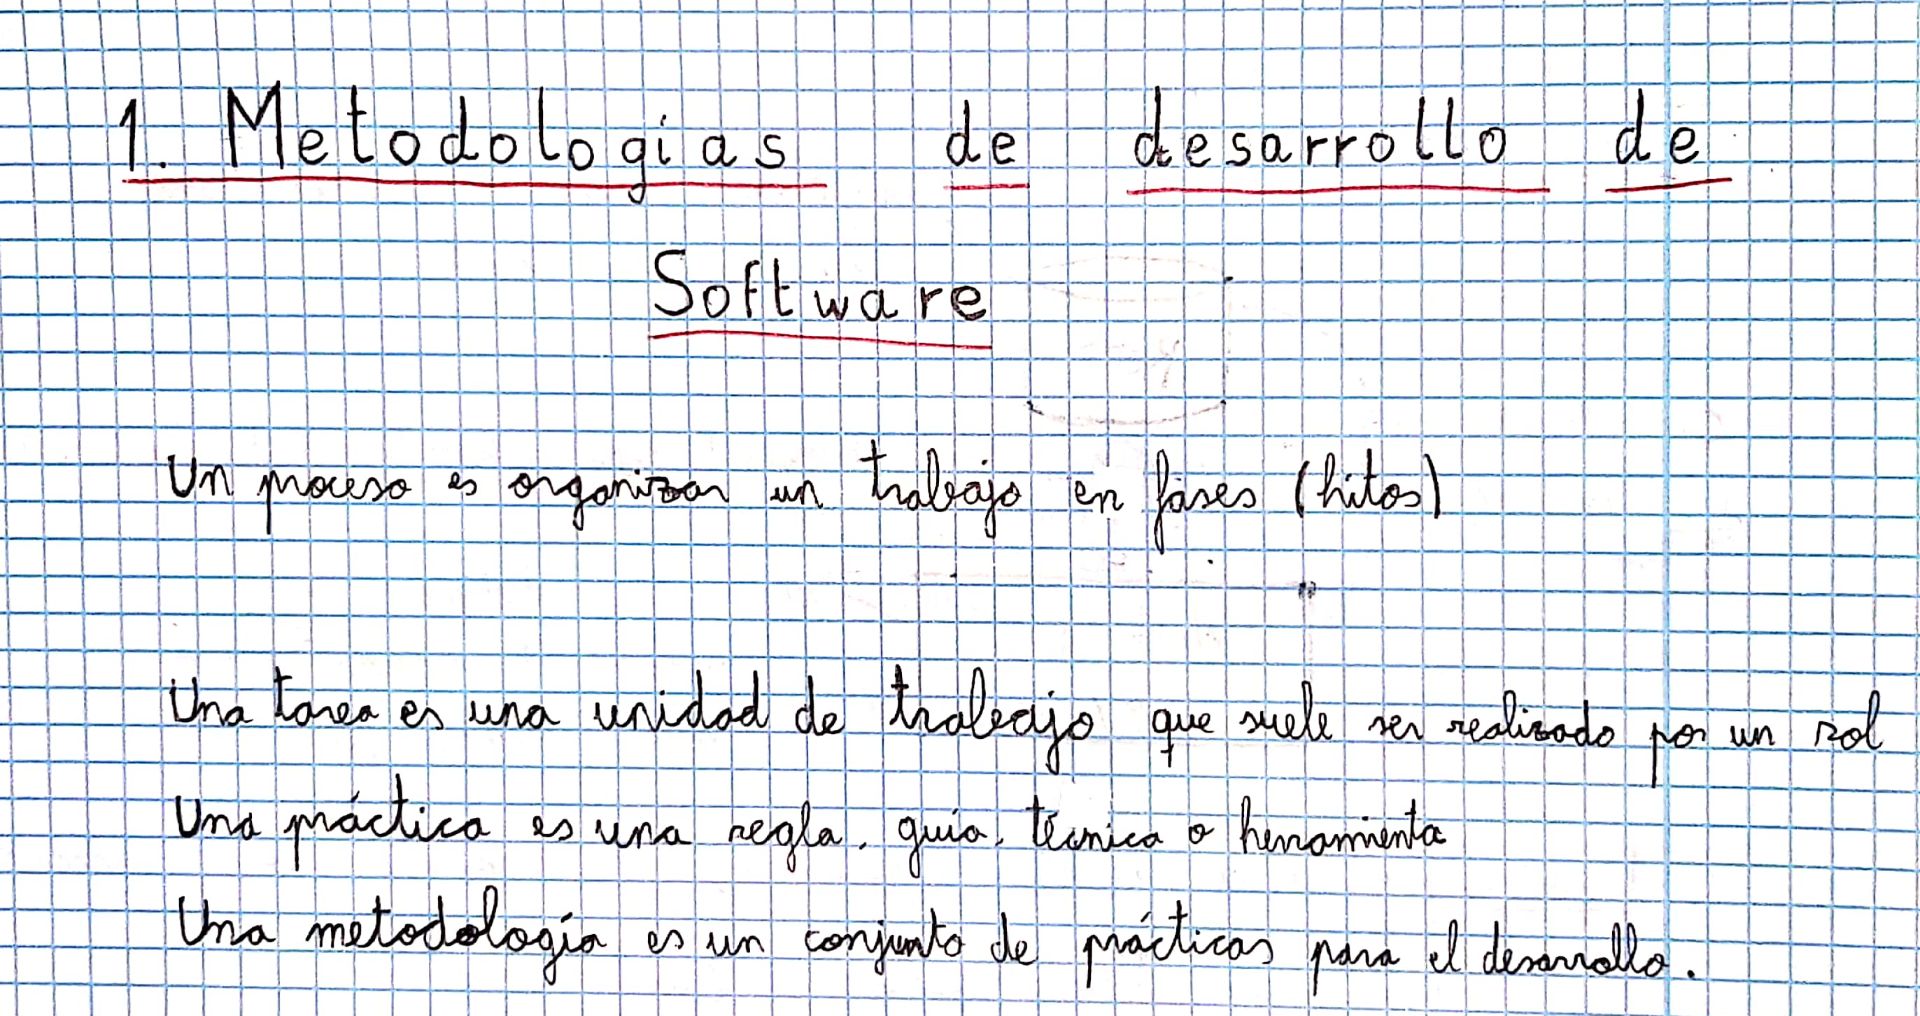 1. Metodologías de desarrollo de
Software
Un proceso es organizar un trabajo en fases (hitos)
Una tarea es una unidad de trabajo que suele ser realizado por un rol
Una práctica es una regla, guía, técnica o herramienta
Una metodología es un conjunto de prácticas para el desarrollo.